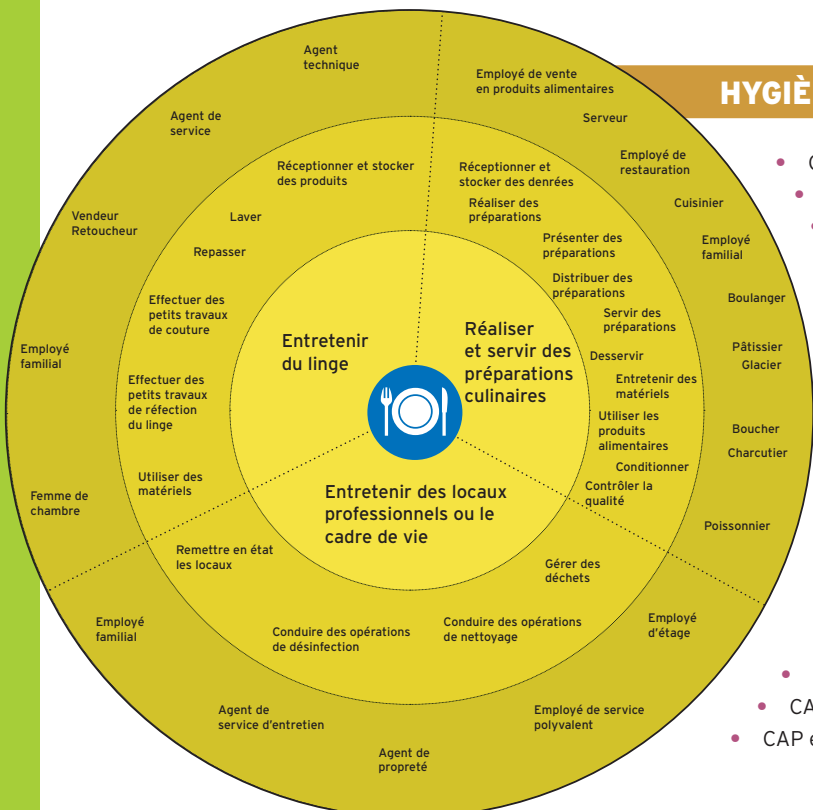 Agent
technique
Employé de vente
en produits alimentaires
HYGIÈ
Agent de
service
Serveur
Employé de
restauration
Réceptionner et stocker
des produits
Réceptionner et
stocker des denrées
Réaliser des
préparations
Cuisinier
Vendeur
Retoucheur
Laver
Repasser
Présenter des
préparations
Employé
familial
Distribuer des
préparations
Boulanger
Effectuer des
petits travaux
de couture
Servir des
préparations
Entretenir
du linge
Réaliser
et servir des
préparations
culinaires
Employé
familial
Desservir
Pâtissier
Glacier
Effectuer des
petits travaux
de réfection
du linge
Entretenir des
matériels
Utiliser les
produits
alimentaires
Boucher
Charcutier
Conditionner
Utiliser des
matériels
Contrôler la
qualité
Femme de
chambre
Entretenir des locaux
professionnels ou le
cadre de vie
Poissonnier
Remettre en état
les locaux
Gérer des
déchets
Employé
familial
Conduire des opérations
de désinfection
Conduire des opérations
de nettoyage
Employé
d'étage
Agent de
service d'entretien
Employé de service
polyvalent
Agent de
propreté
•
• CA
• CAP e